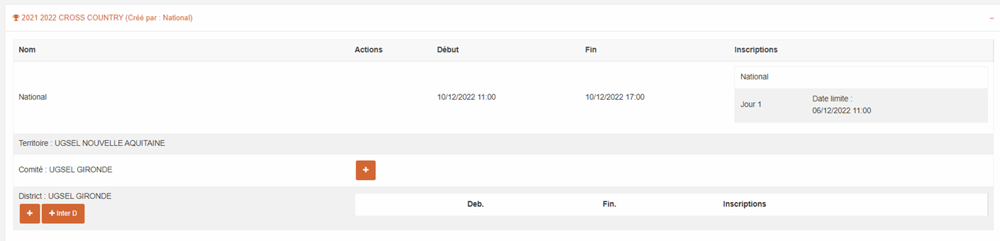 2021 2022 CROSS COUNTRY (Créé par : National)
Nom Actions Début Fin Inscriptions
National
National 10/12/2022 11:00 10/12/2022 17:00
Jour 1 Date limite :
06/12/2022 11:00
Territoire : UGSEL NOUVELLE AQUITAINE
Comité : UGSEL GIRONDE +
District : UGSEL GIRONDE
Deb. Fin. Inscriptions
+ + Inter D